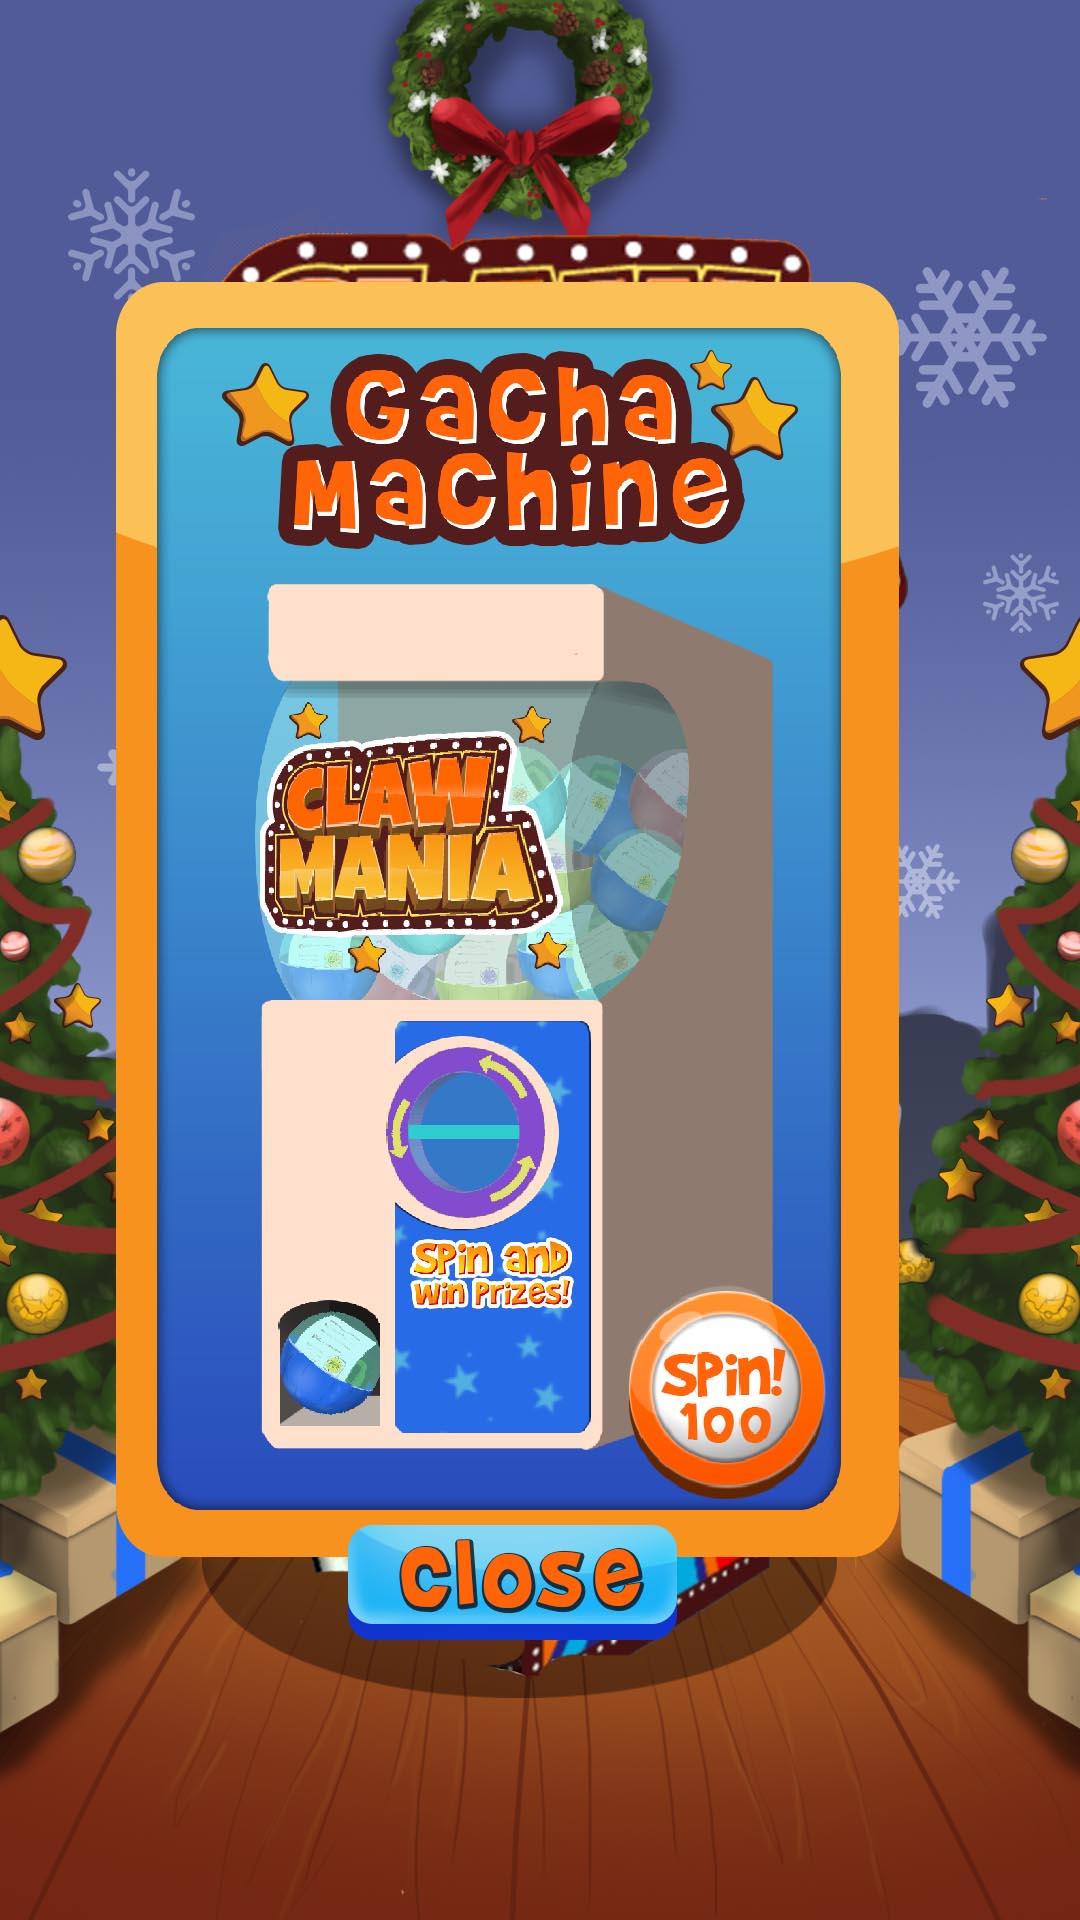 Gacha
Machine
CLAW
MANIA
Spin and
Win Prizes!
Spin!
100
Close